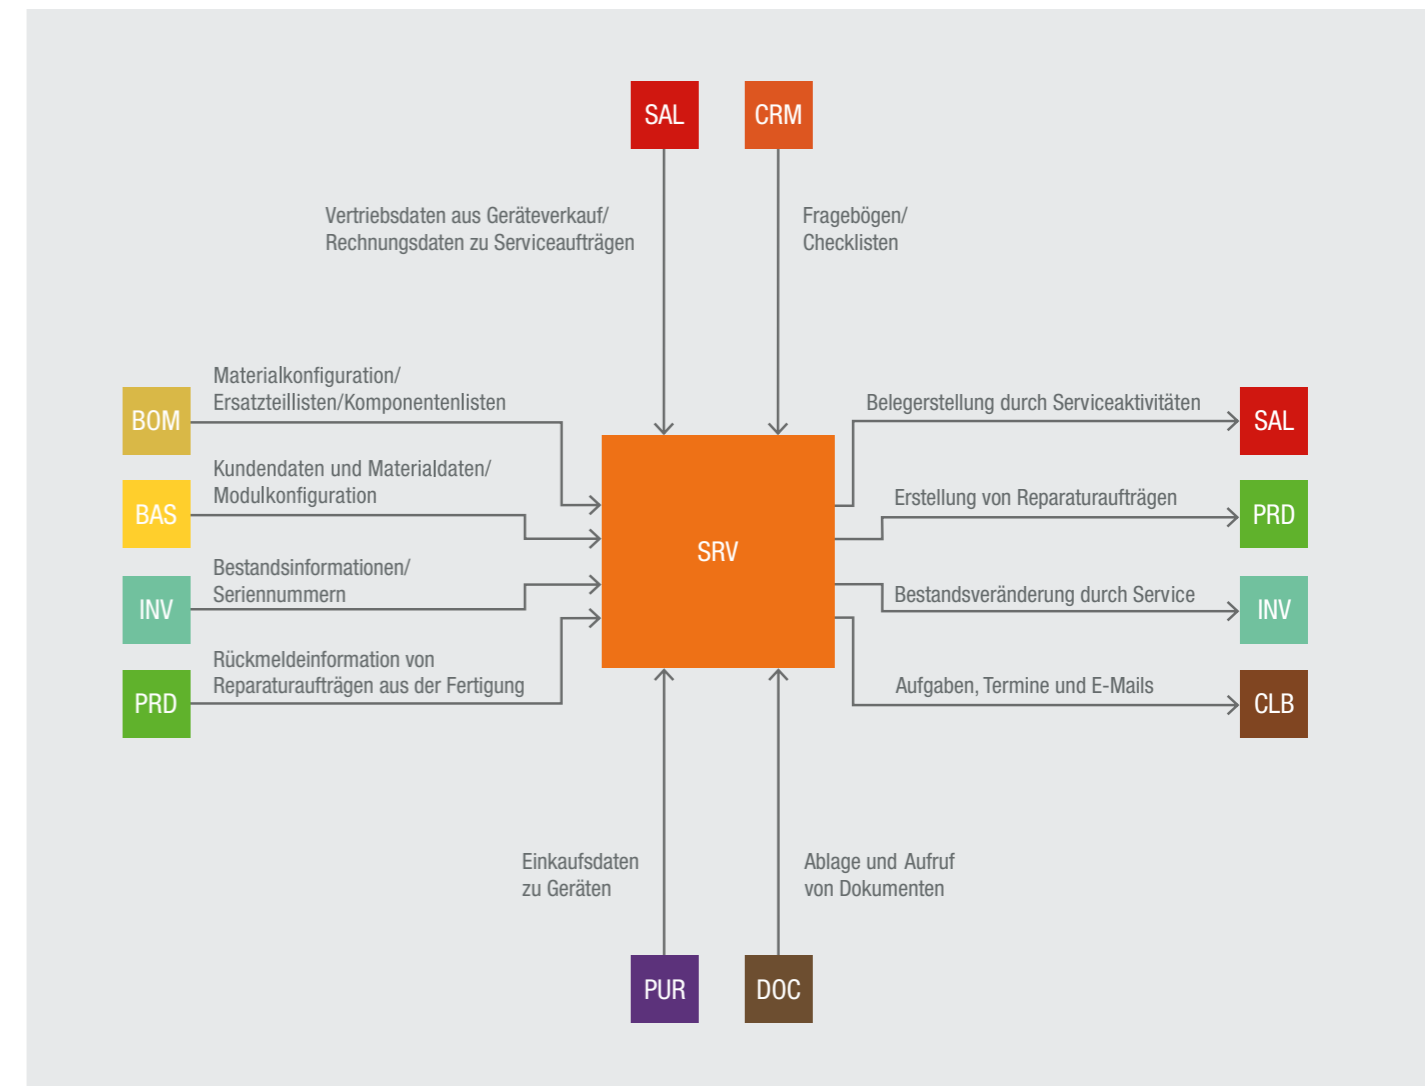 SAL
CRM
Vertriebsdaten aus Geräteverkauf/
Rechnungsdaten zu Serviceaufträgen
Fragebögen/
Checklisten
BOM
Materialkonfiguration/
Ersatzteillisten/Komponentenlisten
BAS
Kundendaten und Materialdaten/
Modulkonfiguration
INV
Bestandsinformationen/
Seriennummern
PRD
Rückmeldeinformation von
Reparaturaufträgen aus der Fertigung
SRV
Belegerstellung durch Serviceaktivitäten
SAL
Erstellung von Reparaturaufträgen
PRD
Bestandsveränderung durch Service
INV
Aufgaben, Termine und E-Mails
CLB
Einkaufsdaten
zu Geräten
Ablage und Aufruf
von Dokumenten
PUR
DOC